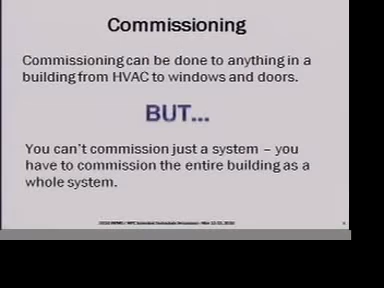 Commissioning
Commissioning can be done to anything in a
building from HVAC to windows and doors.
BUT...
You can't commission just a system – you
have to commission the entire building as a
whole system.